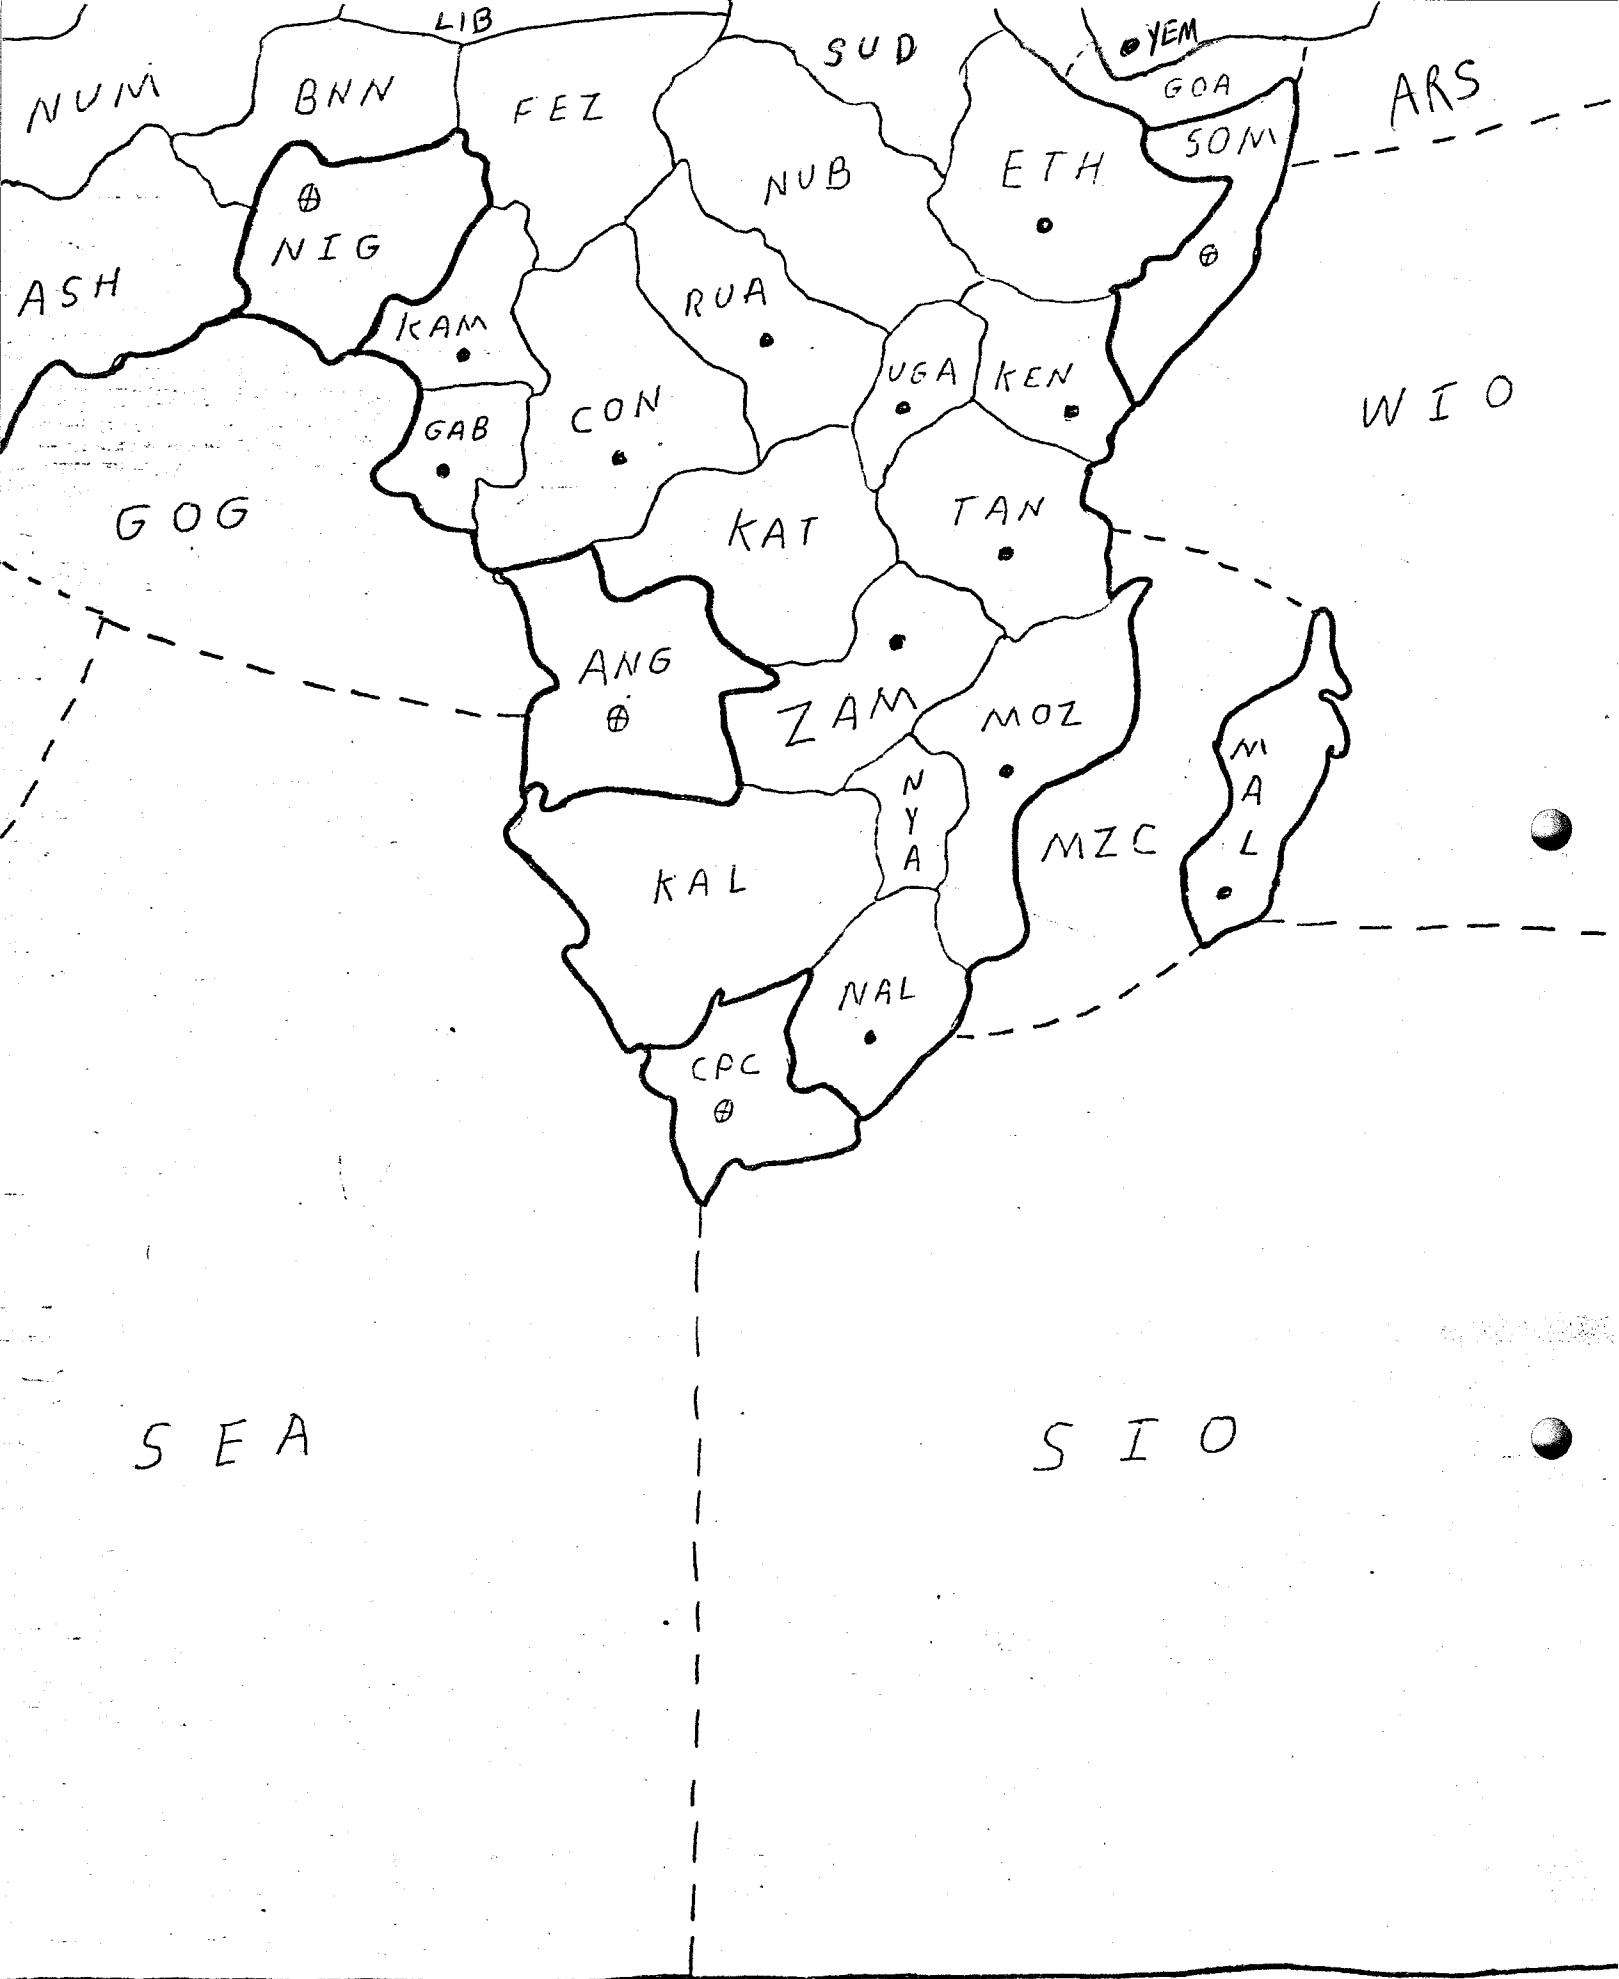 LIB
SUD
YEM
NUM
BNN
FEZ
GOA
ARS
SOM
NUB
ETH
NIG
ASH
RUA
KAM
UGA
KEN
WIO
CON
GAB
GOG
KAT
TAN
ANG
ZAM
MOZ
MAL
NYA
MZC
KAL
NAL
CPC
SEA
SIO